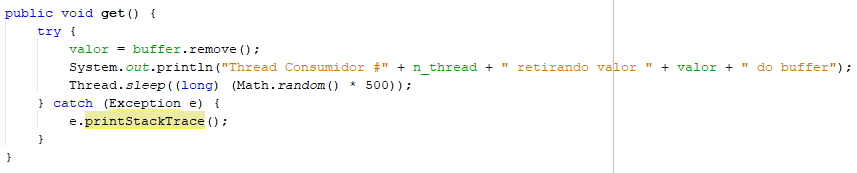 public void get() {
try {
valor = buffer.remove();
System.out.println("Thread Consumidor #" + n_thread + " retirando valor " + valor + " do buffer");
Thread.sleep((long) (Math.random() * 500));
} catch (Exception e) {
e.printStackTrace();
}
}